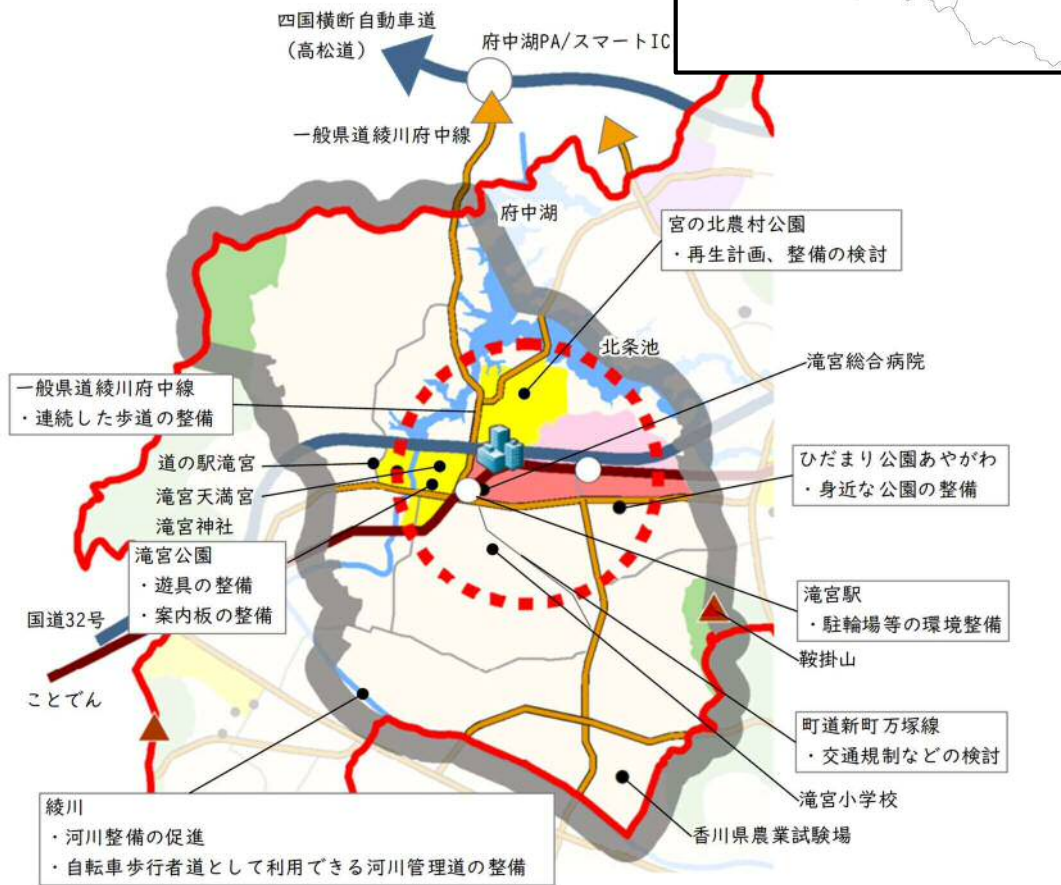 四国横断自動車道
（高松道）
府中湖PA/スマートIC
一般県道綾川府中線
府中湖
宮の北農村公園
・再生計画、整備の検討
北条池
滝宮総合病院
一般県道綾川府中線
・連続した歩道の整備
道の駅滝宮
滝宮天満宮
滝宮神社
ひだまり公園あやがわ
・身近な公園の整備
滝宮公園
・遊具の整備
・案内板の整備
国道32号
ことでん
滝宮駅
・駐輪場等の環境整備
鞍掛山
町道新町万塚線
・交通規制などの検討
滝宮小学校
香川県農業試験場
綾川
・河川整備の促進
・自転車歩行者道として利用できる河川管理道の整備